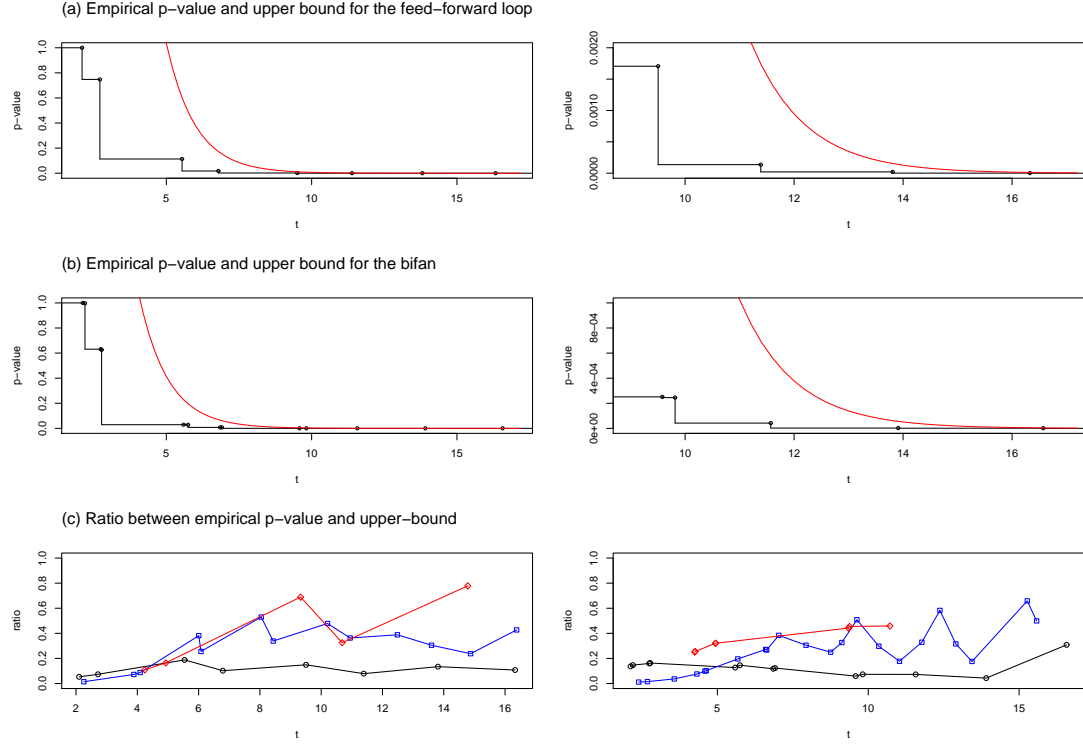 (a) Empirical p−value and upper bound for the feed−forward loop
p−value
0.0 0.2 0.4 0.6 0.8 1.0
5 10 15
t
p−value
0.0000 0.0010 0.0020
10 12 14 16
t
(b) Empirical p−value and upper bound for the bifan
p−value
0.0 0.2 0.4 0.6 0.8 1.0
5 10 15
t
p−value
0e+00 4e−04 8e−04
10 12 14 16
t
(c) Ratio between empirical p−value and upper−bound
ratio
0.0 0.2 0.4 0.6 0.8 1.0
2 4 6 8 10 12 14 16
t
ratio
0.0 0.2 0.4 0.6 0.8 1.0
5 10 15
t